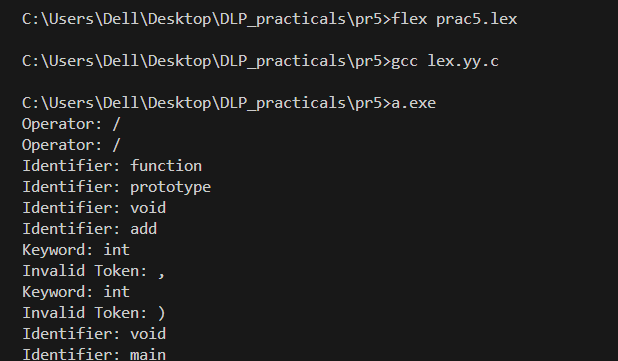 C:\Users\Dell\Desktop\DLP_practicals\pr5>flex prac5.lex
C:\Users\Dell\Desktop\DLP_practicals\pr5>gcc lex.yy.c
C:\Users\Dell\Desktop\DLP_practicals\pr5>a.exe
Operator: /
Operator: /
Identifier: function
Identifier: prototype
Identifier: void
Identifier: add
Keyword: int
Invalid Token: ,
Keyword: int
Invalid Token: )
Identifier: void
Identifier: main